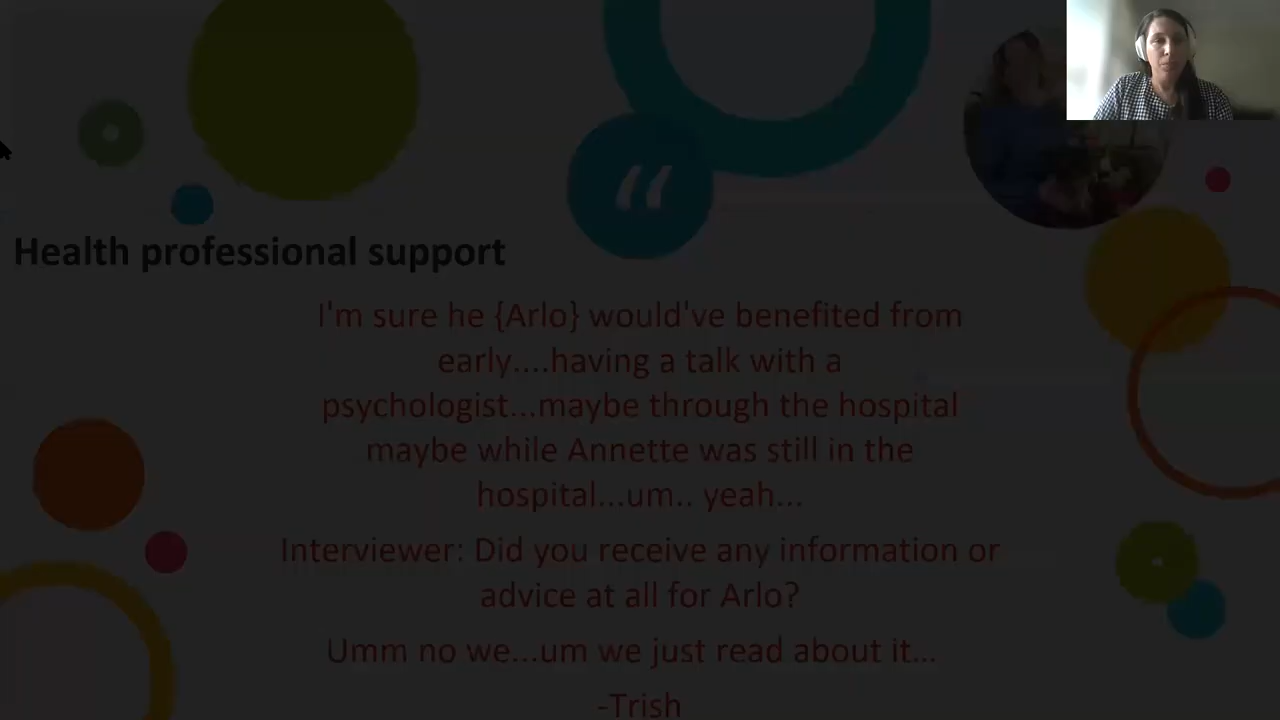 “
Health professional support
I'm sure he {Arlo} would've benefited from
early....having a talk with a
psychologist...maybe through the hospital
maybe while Annette was still in the
hospital...um.. yeah...
Interviewer: Did you receive any information or
advice at all for Arlo?
Umm no we...um we just read about it...
-Trish